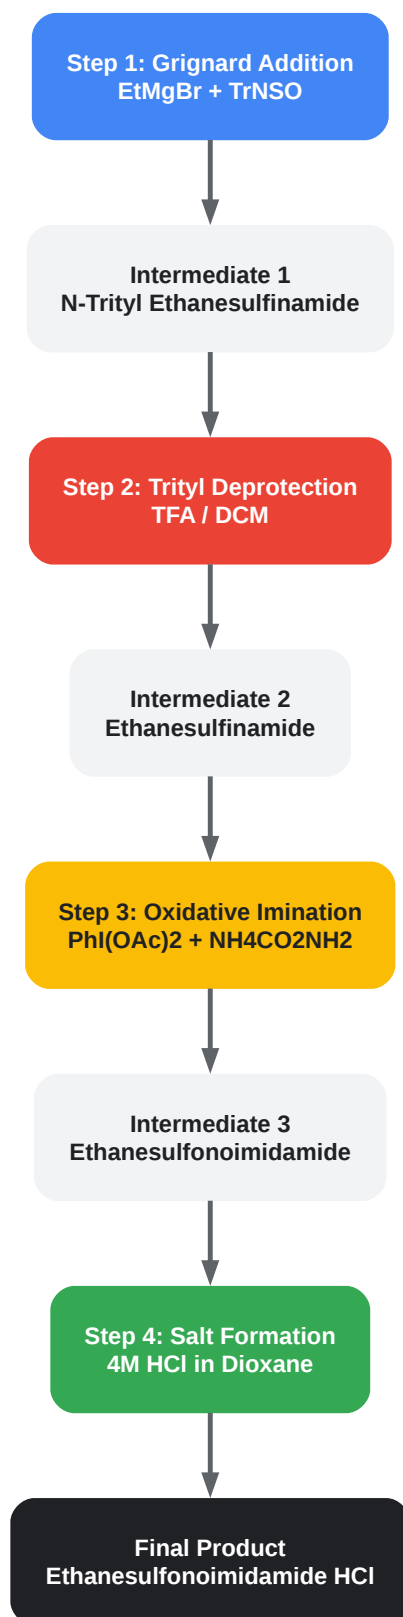 Step 1: Grignard Addition
EtMgBr + TrNSO
Intermediate 1
N-Trityl Ethanesulfinamide
Step 2: Trityl Deprotection
TFA / DCM
Intermediate 2
Ethanesulfinamide
Step 3: Oxidative Imination
PhI(OAc)2 + NH4CO2NH2
Intermediate 3
Ethanesulfonoimidamide
Step 4: Salt Formation
4M HCl in Dioxane
Final Product
Ethanesulfonoimidamide HCl